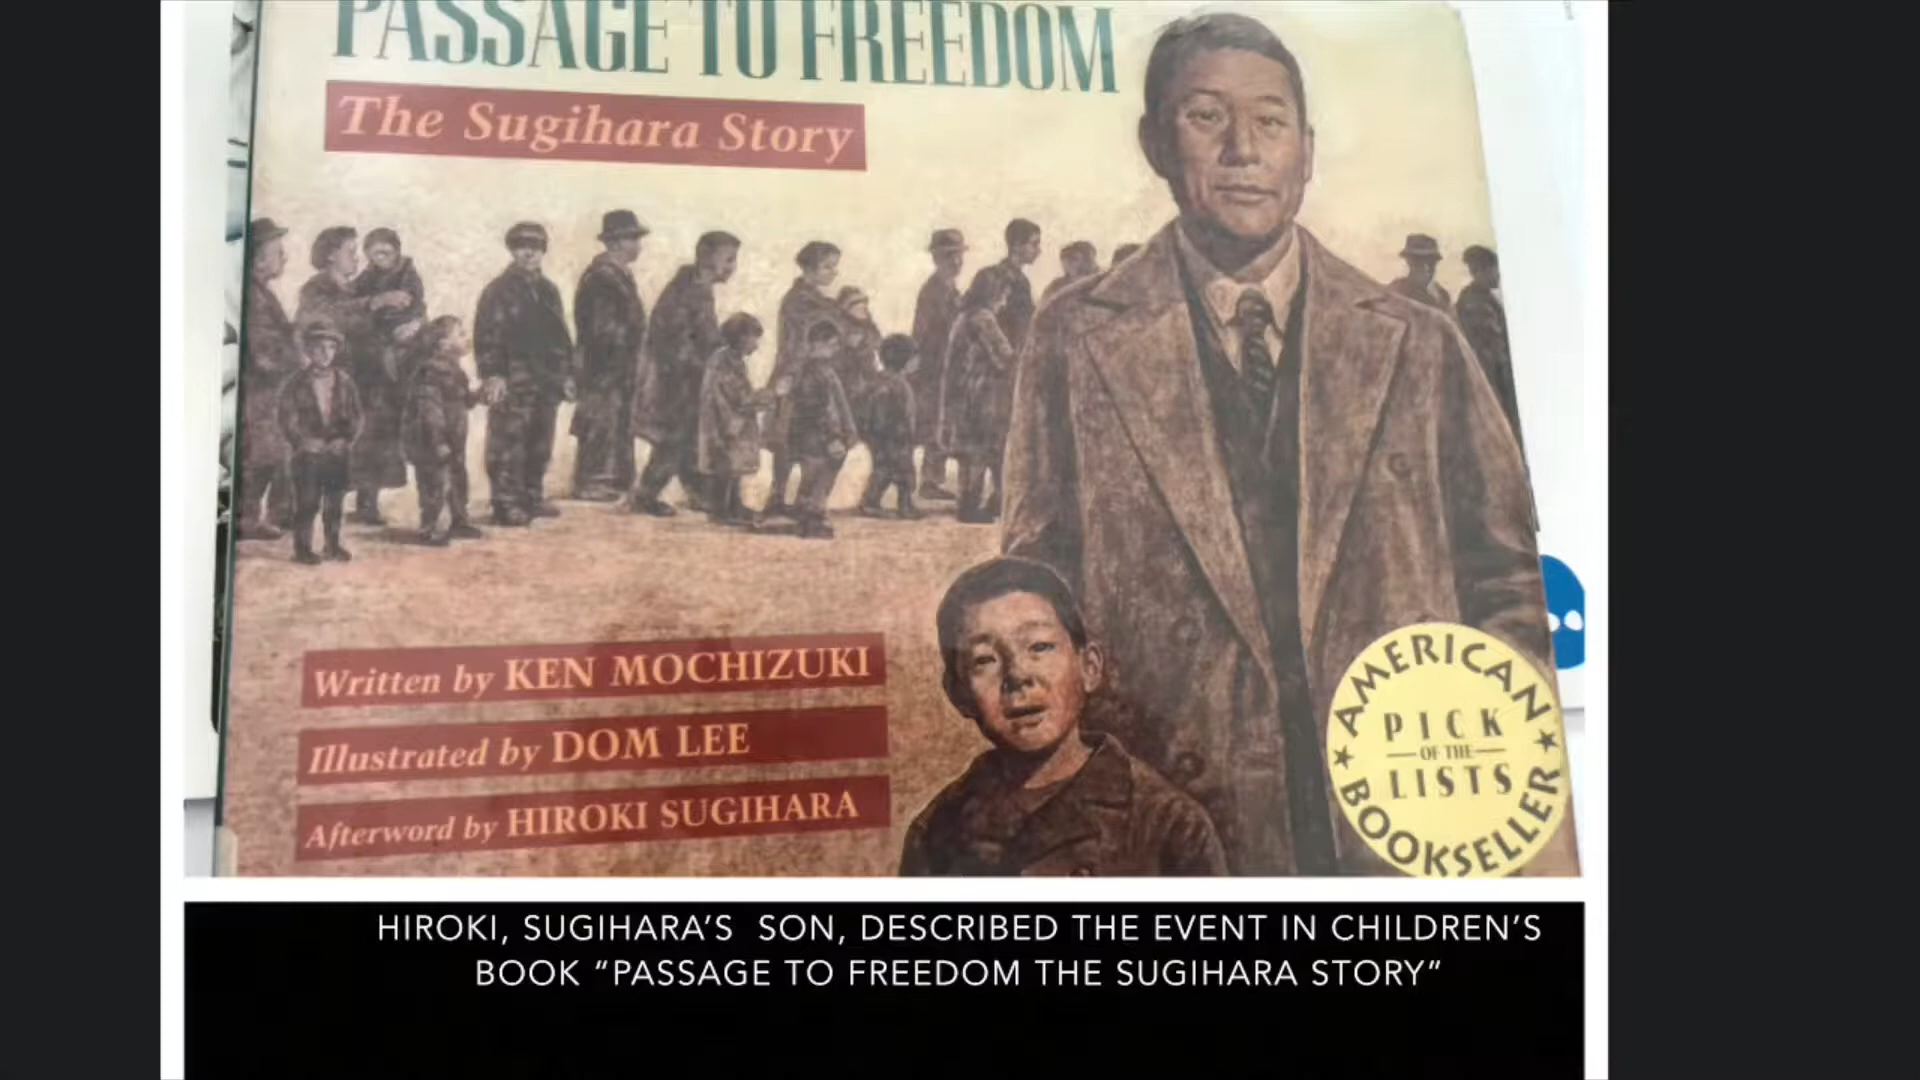 PASSAGE TO FREEDOM
The Sugihara Story
Written by KEN MOCHIZUKI
Illustrated by DOM LEE
Afterword by HIROKI SUGIHARA
AMERICAN
PICK
OF THE
LISTS
BOOKSELLER
HIROKI, SUGIHARA’S SON, DESCRIBED THE EVENT IN CHILDREN’S
BOOK “PASSAGE TO FREEDOM THE SUGIHARA STORY”